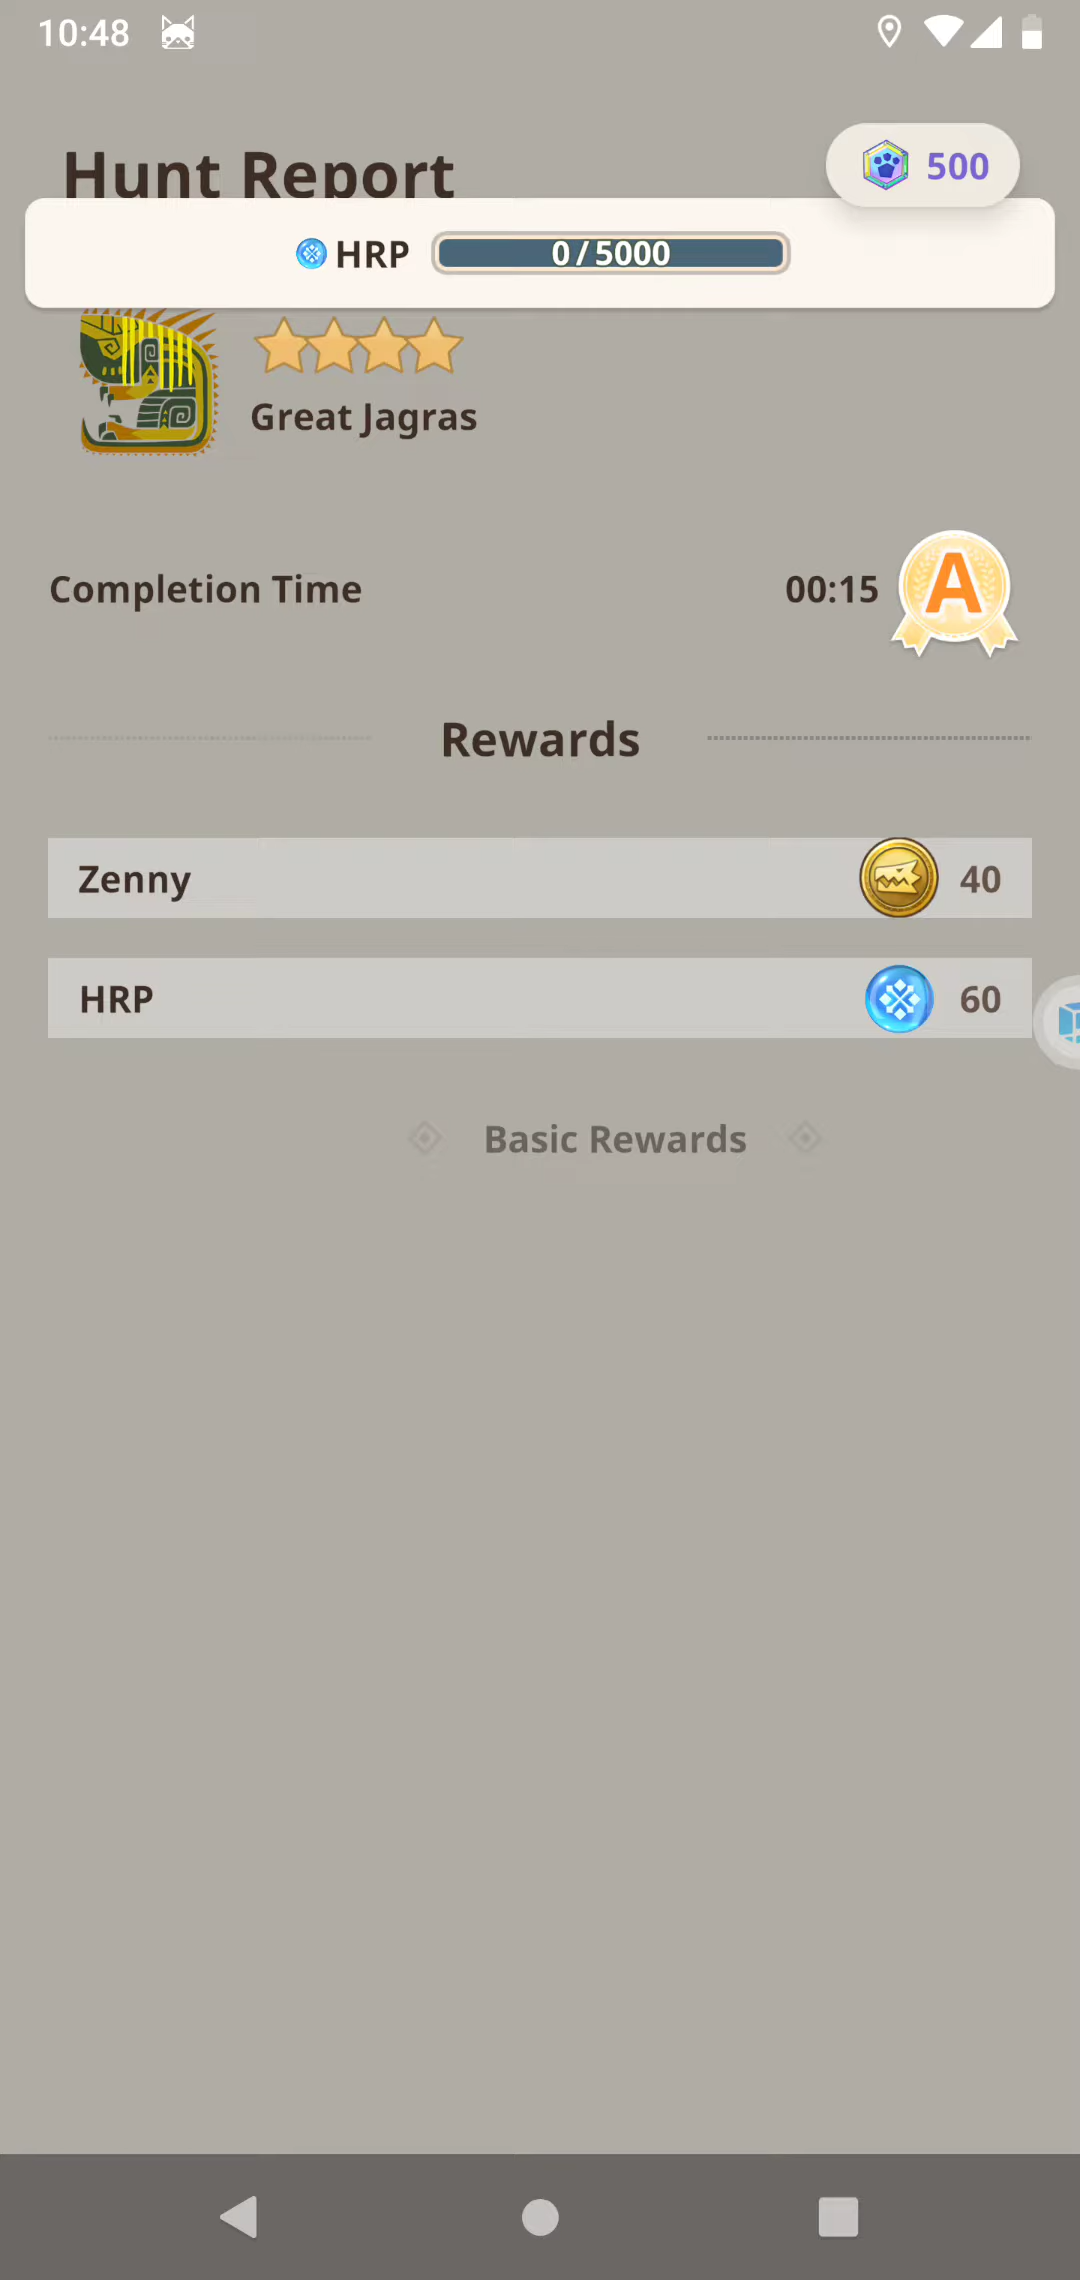 10:48
Hunt Report
500
HRP 0/5000
Great Jagras
Completion Time 00:15 A
Rewards
Zenny 40
HRP 60
Basic Rewards